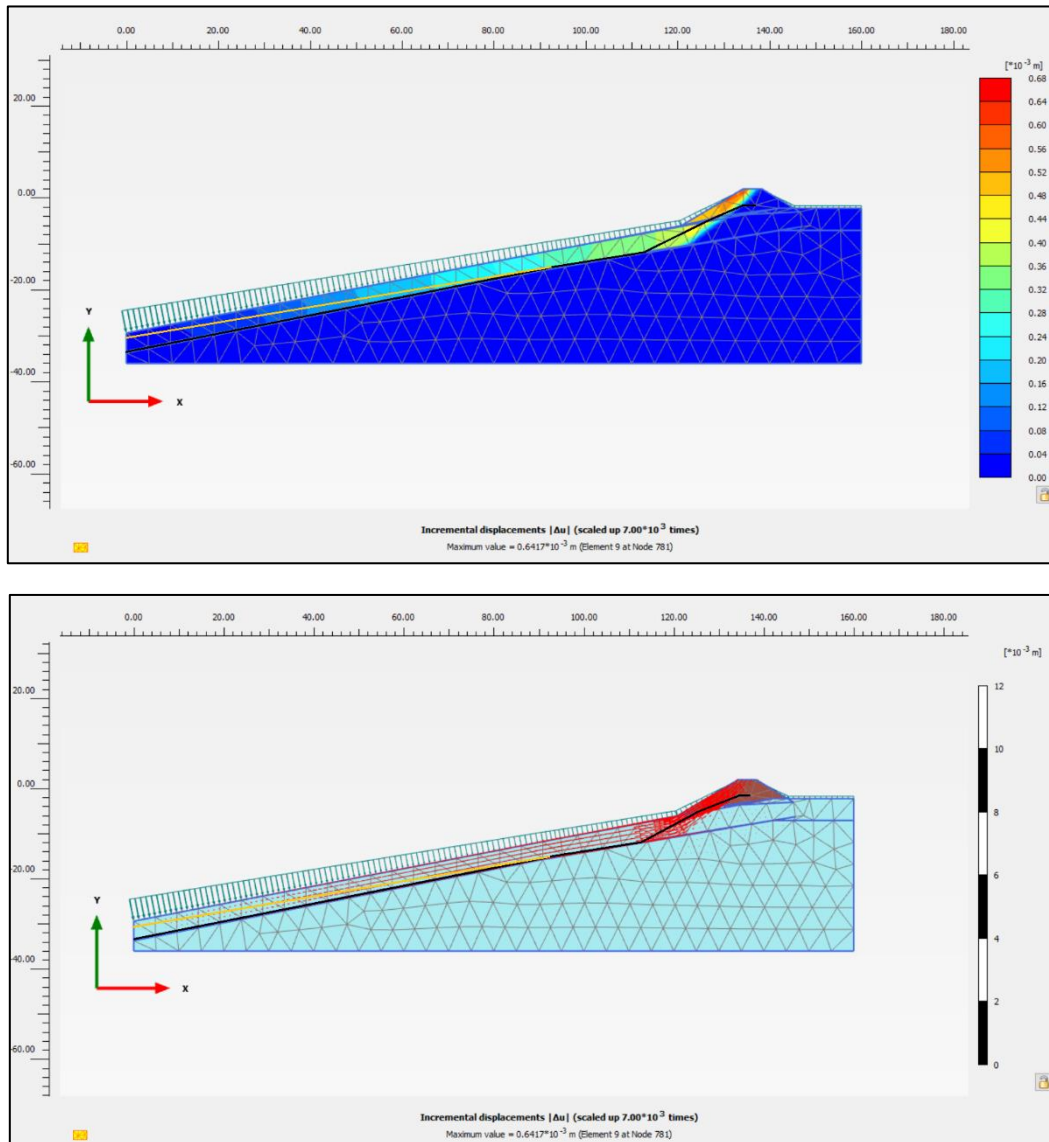 0.00 20.00 40.00 60.00 80.00 100.00 120.00 140.00 160.00 180.00
[*10⁻³ m]
20.00
0.00
-20.00
-40.00
-60.00
Y
X
0.68
0.64
0.60
0.56
0.52
0.48
0.44
0.40
0.36
0.32
0.28
0.24
0.20
0.16
0.12
0.08
0.04
0.00
Incremental displacements |Δu| (scaled up 7.00*10³ times)
Maximum value = 0.6417*10⁻³ m (Element 9 at Node 781)
0.00 20.00 40.00 60.00 80.00 100.00 120.00 140.00 160.00 180.00
[*10⁻³ m]
20.00
0.00
-20.00
-40.00
-60.00
Y
X
12
10
8
6
4
2
0
Incremental displacements |Δu| (scaled up 7.00*10³ times)
Maximum value = 0.6417*10⁻³ m (Element 9 at Node 781)